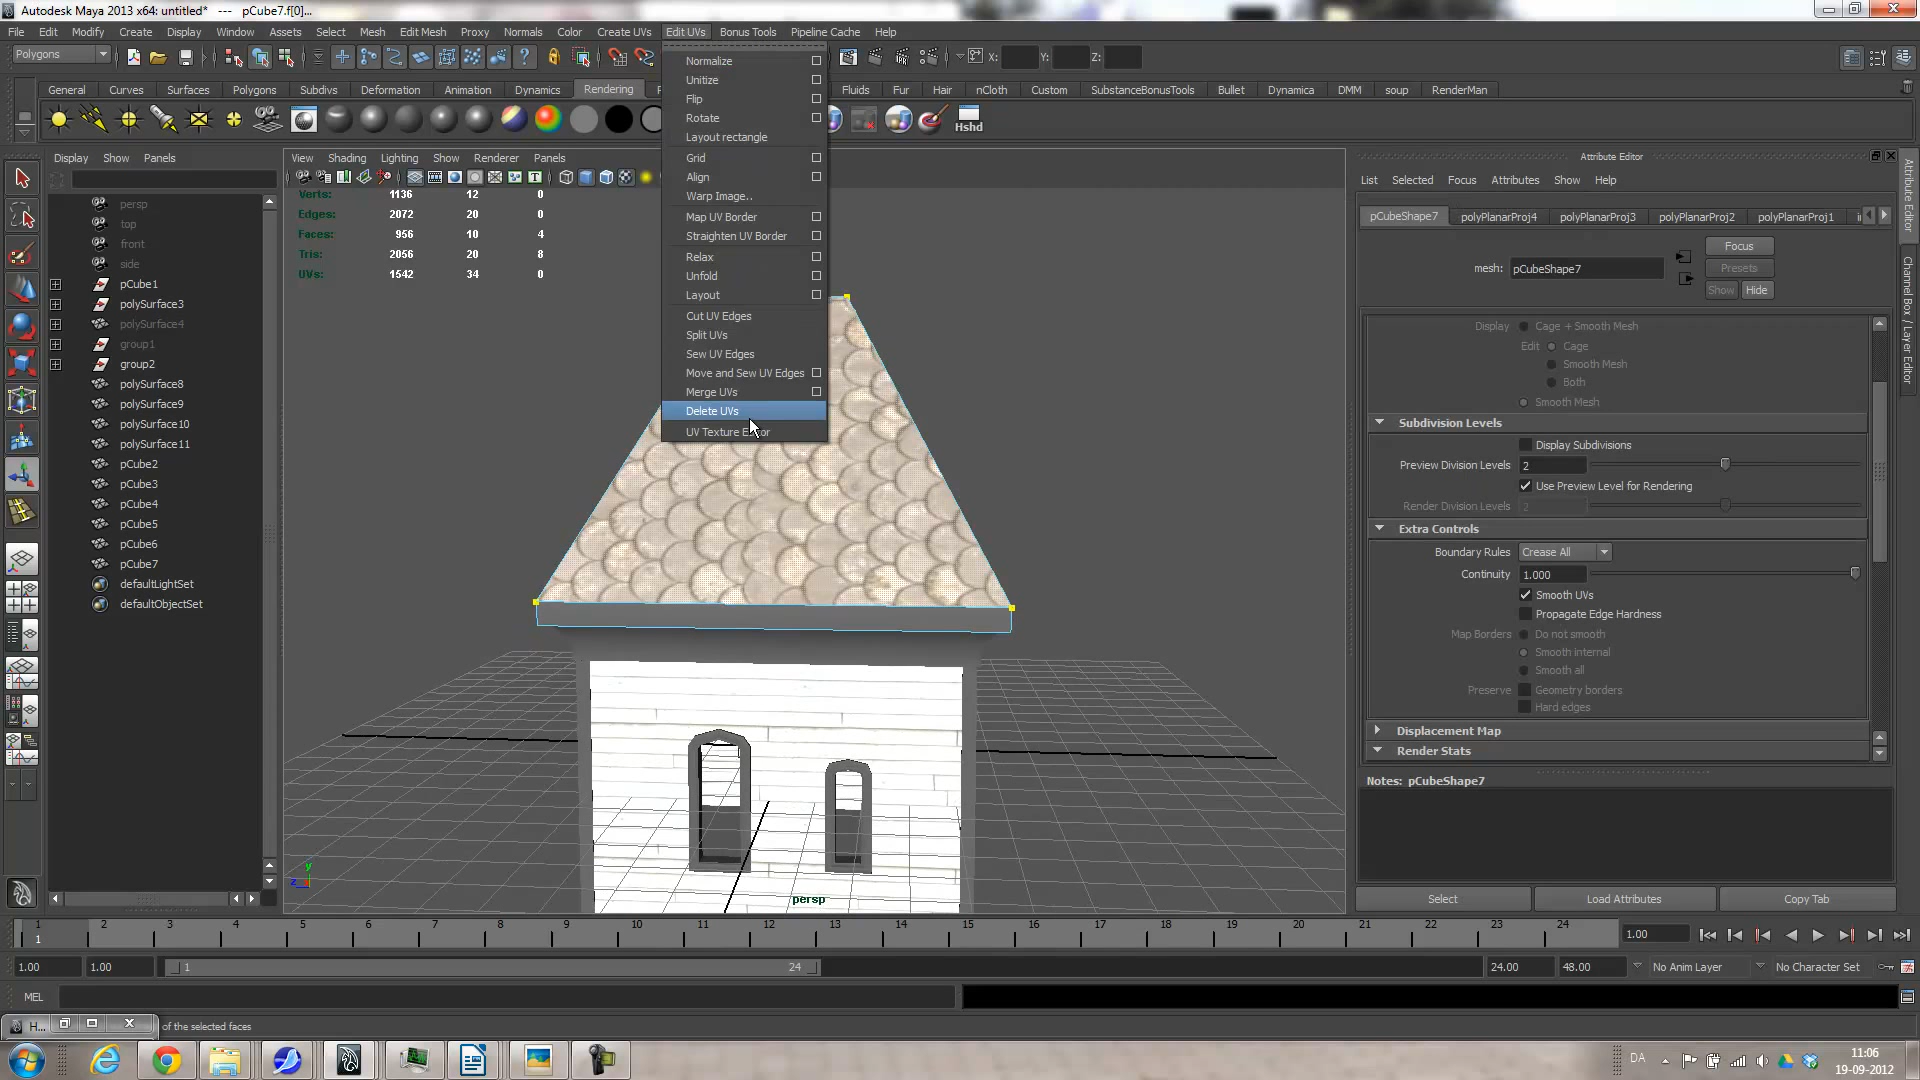 Autodesk Maya 2013 x64: untitled* --- pCube7.f[0]...
File Edit Modify Create Display Window Assets Select Mesh Edit Mesh Proxy Normals Color Create UVs Edit UVs Bonus Tools Pipeline Cache Help
Polygons X: Y: Z:
General Curves Surfaces Polygons Subdivs Deformation Animation Dynamics Rendering Fluids Fur Hair nCloth Custom SubstanceBonusTools Bullet Dynamica DMM soup RenderMan
Hshd
Normalize
Unitize
Flip
Rotate
Layout rectangle
Grid
Align
Warp Image..
Map UV Border
Straighten UV Border
Relax
Unfold
Layout
Cut UV Edges
Split UVs
Sew UV Edges
Move and Sew UV Edges
Merge UVs
Delete UVs
UV Texture
Display Show Panels
persp
top
front
side
pCube1
polySurface3
polySurface4
group1
group2
polySurface8
polySurface9
polySurface10
polySurface11
pCube2
pCube3
pCube4
pCube5
pCube6
pCube7
defaultLightSet
defaultObjectSet
View Shading Lighting Show Renderer Panels
Verts: 1136 12 0
Edges: 2072 20 0
Faces: 956 10 4
Tris: 2056 20 8
UVs: 1542 34 0
y
z
persp
Attribute Editor
List Selected Focus Attributes Show Help
pCubeShape7 polyPlanarProj4 polyPlanarProj3 polyPlanarProj2 polyPlanarProj1
Focus
mesh: pCubeShape7 Presets
Show Hide
Display Cage + Smooth Mesh
Edit Cage
Smooth Mesh
Both
Smooth Mesh
Subdivision Levels
Display Subdivisions
Preview Division Levels 2
Use Preview Level for Rendering
Render Division Levels 2
Extra Controls
Boundary Rules Crease All
Continuity 1.000
Smooth UVs
Propagate Edge Hardness
Map Borders Do not smooth
Smooth internal
Smooth all
Preserve Geometry borders
Hard edges
Displacement Map
Render Stats
Notes: pCubeShape7
Select Load Attributes Copy Tab
Attribute Editor
Channel Box / Layer Editor
1 2 3 4 5 6 7 8 9 10 11 12 13 14 15 16 17 18 19 20 21 22 23 24
1 1.00
1.00 1.00 1 24 24.00 48.00 No Anim Layer No Character Set
MEL
H... of the selected faces
DA 11:06
19-09-2012